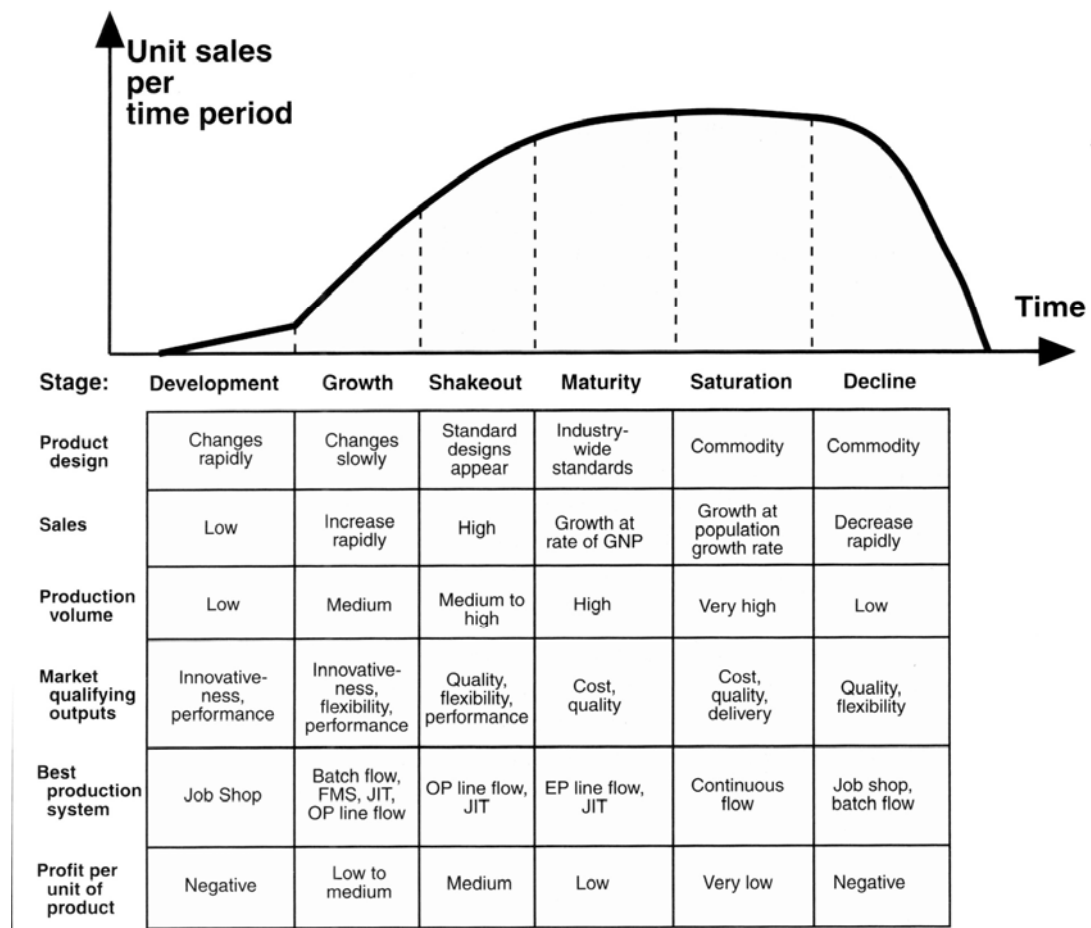 Unit sales
per
time period
Time
Stage: Development Growth Shakeout Maturity Saturation Decline
Product
design
Changes
rapidly
Changes
slowly
Standard
designs
appear
Industry-
wide
standards
Commodity
Commodity
Sales
Low
Increase
rapidly
High
Growth at
rate of GNP
Growth at
population
growth rate
Decrease
rapidly
Production
volume
Low
Medium
Medium to
high
High
Very high
Low
Market
qualifying
outputs
Innovative-
ness,
performance
Innovative-
ness,
flexibility,
performance
Quality,
flexibility,
performance
Cost,
quality
Cost,
quality,
delivery
Quality,
flexibility
Best
production
system
Job Shop
Batch flow,
FMS, JIT,
OP line flow
OP line flow,
JIT
EP line flow,
JIT
Continuous
flow
Job shop,
batch flow
Profit per
unit of
product
Negative
Low to
medium
Medium
Low
Very low
Negative